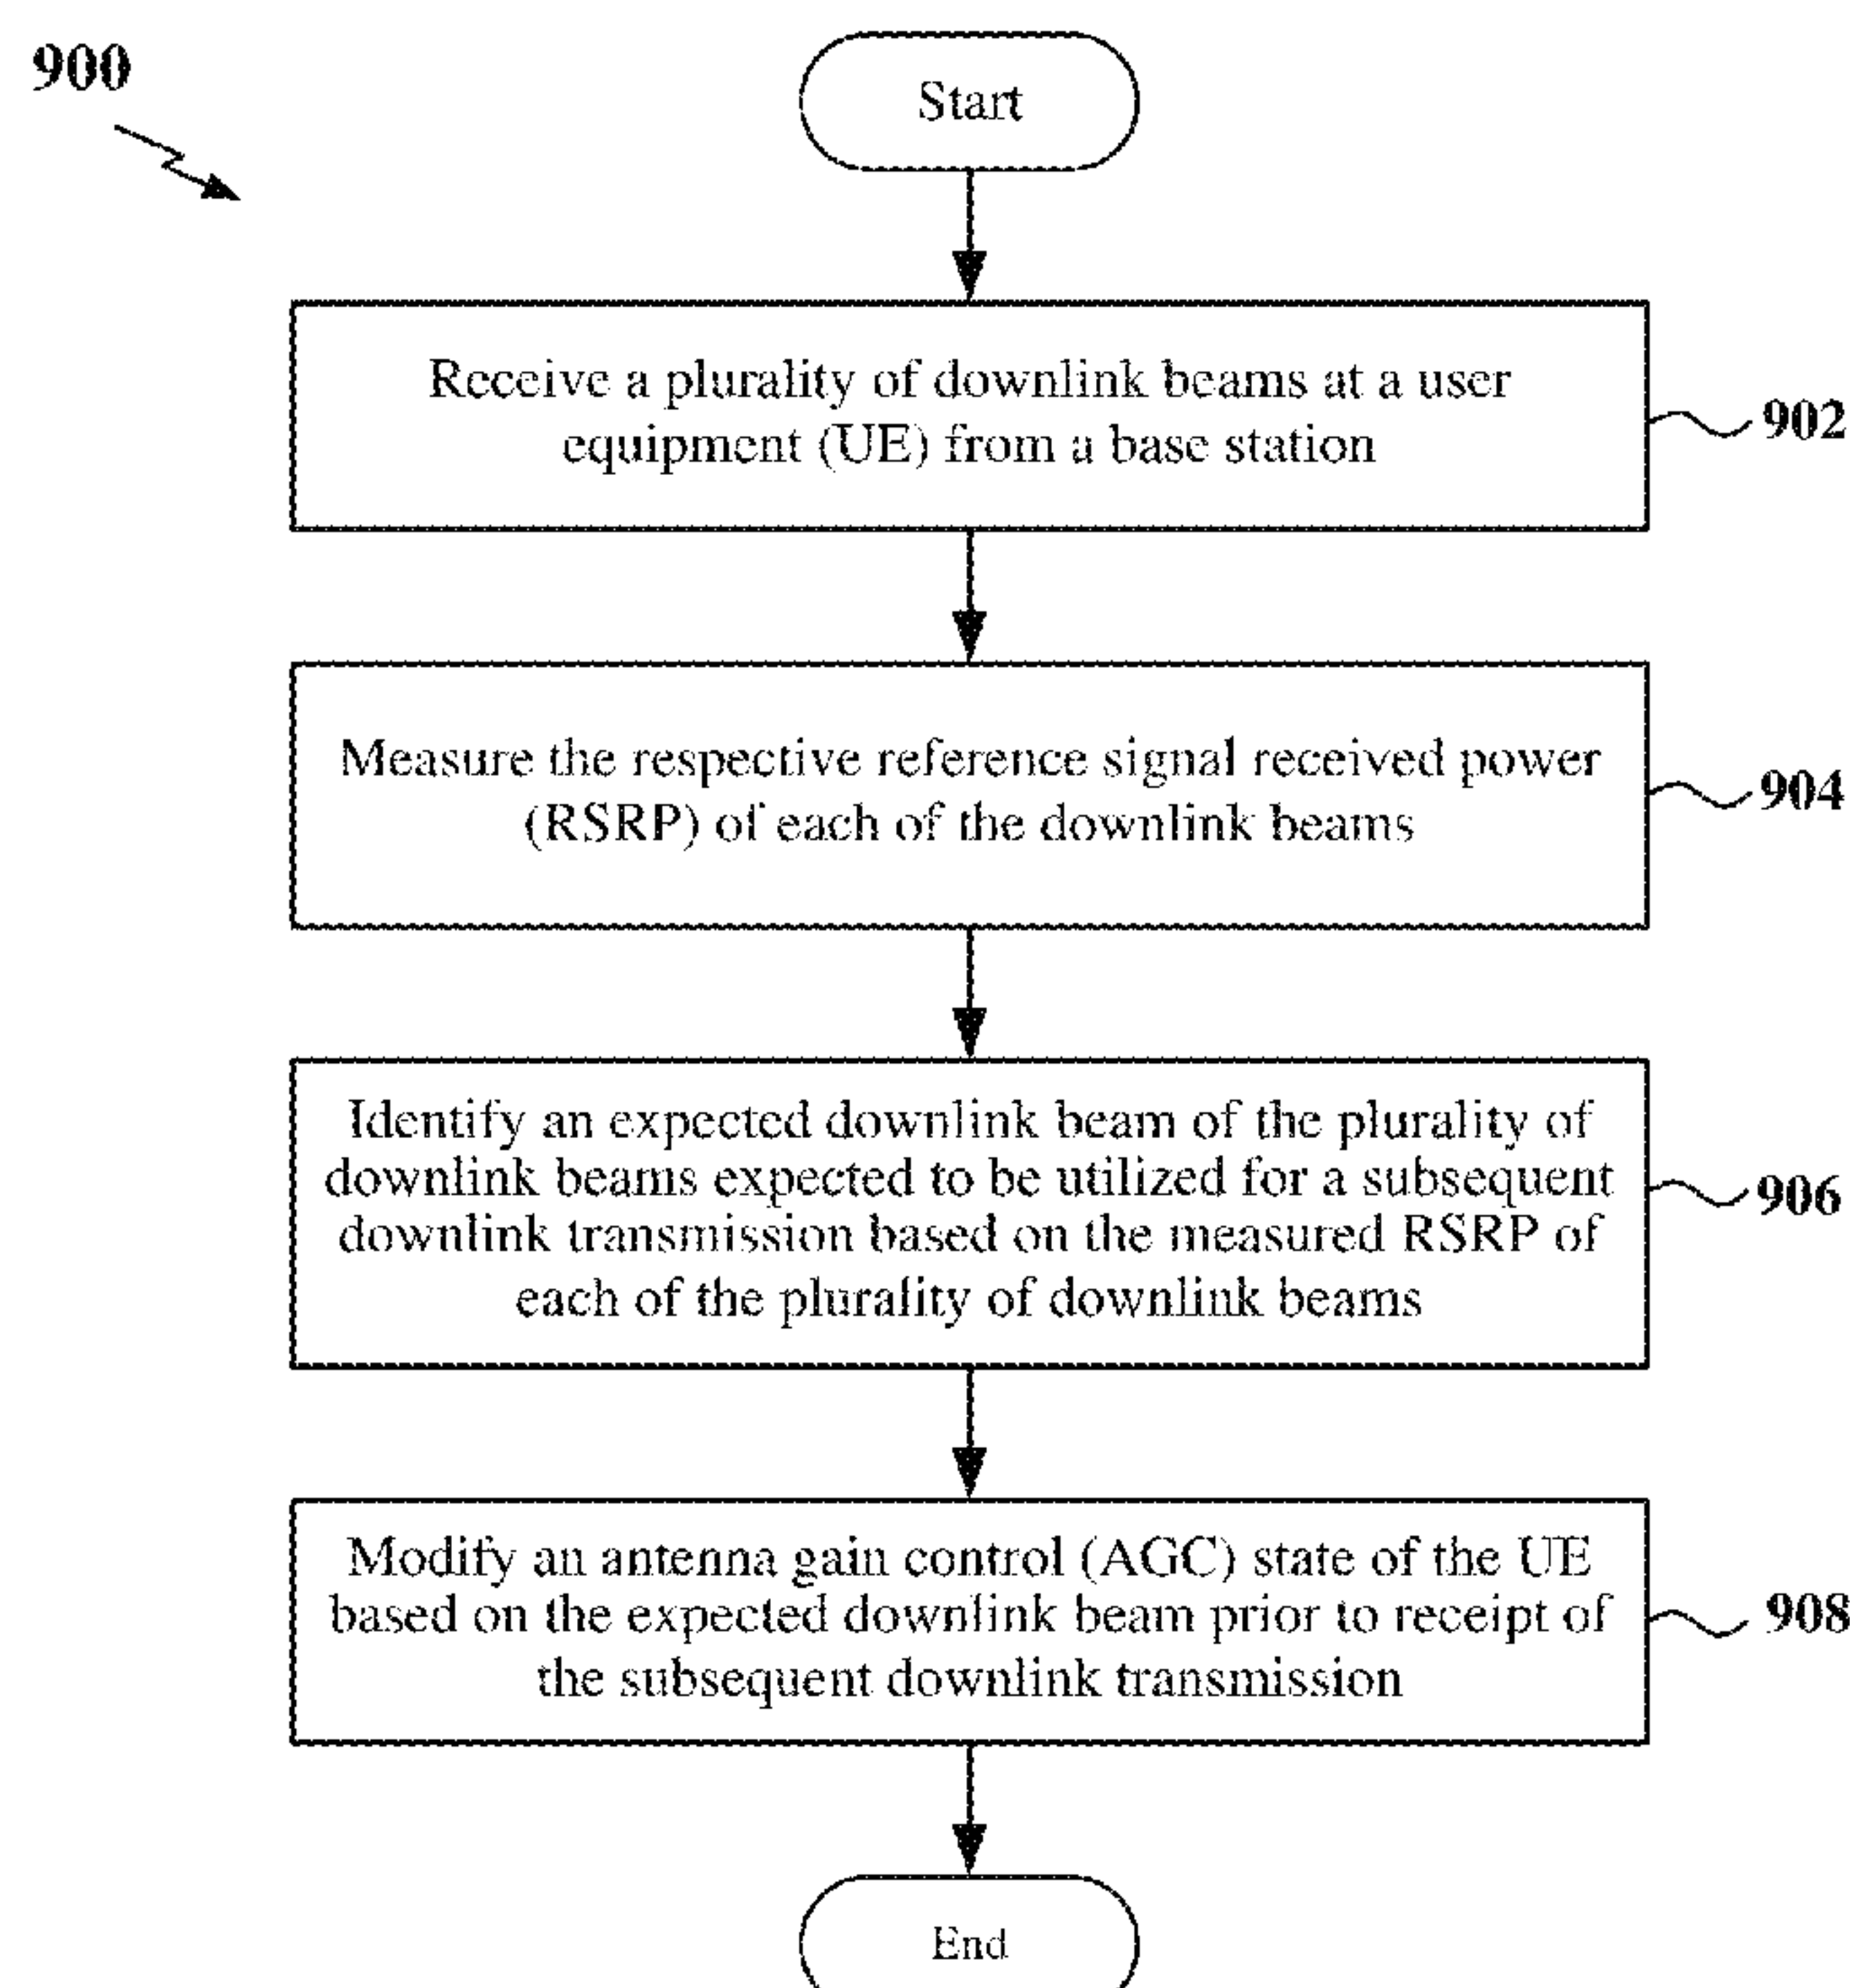 900
Start
Receive a plurality of downlink beams at a user
equipment (UE) from a base station
902
Measure the respective reference signal received power
(RSRP) of each of the downlink beams
904
Identify an expected downlink beam of the plurality of
downlink beams expected to be utilized for a subsequent
downlink transmission based on the measured RSRP of
each of the plurality of downlink beams
906
Modify an antenna gain control (AGC) state of the UE
based on the expected downlink beam prior to receipt of
the subsequent downlink transmission
908
End